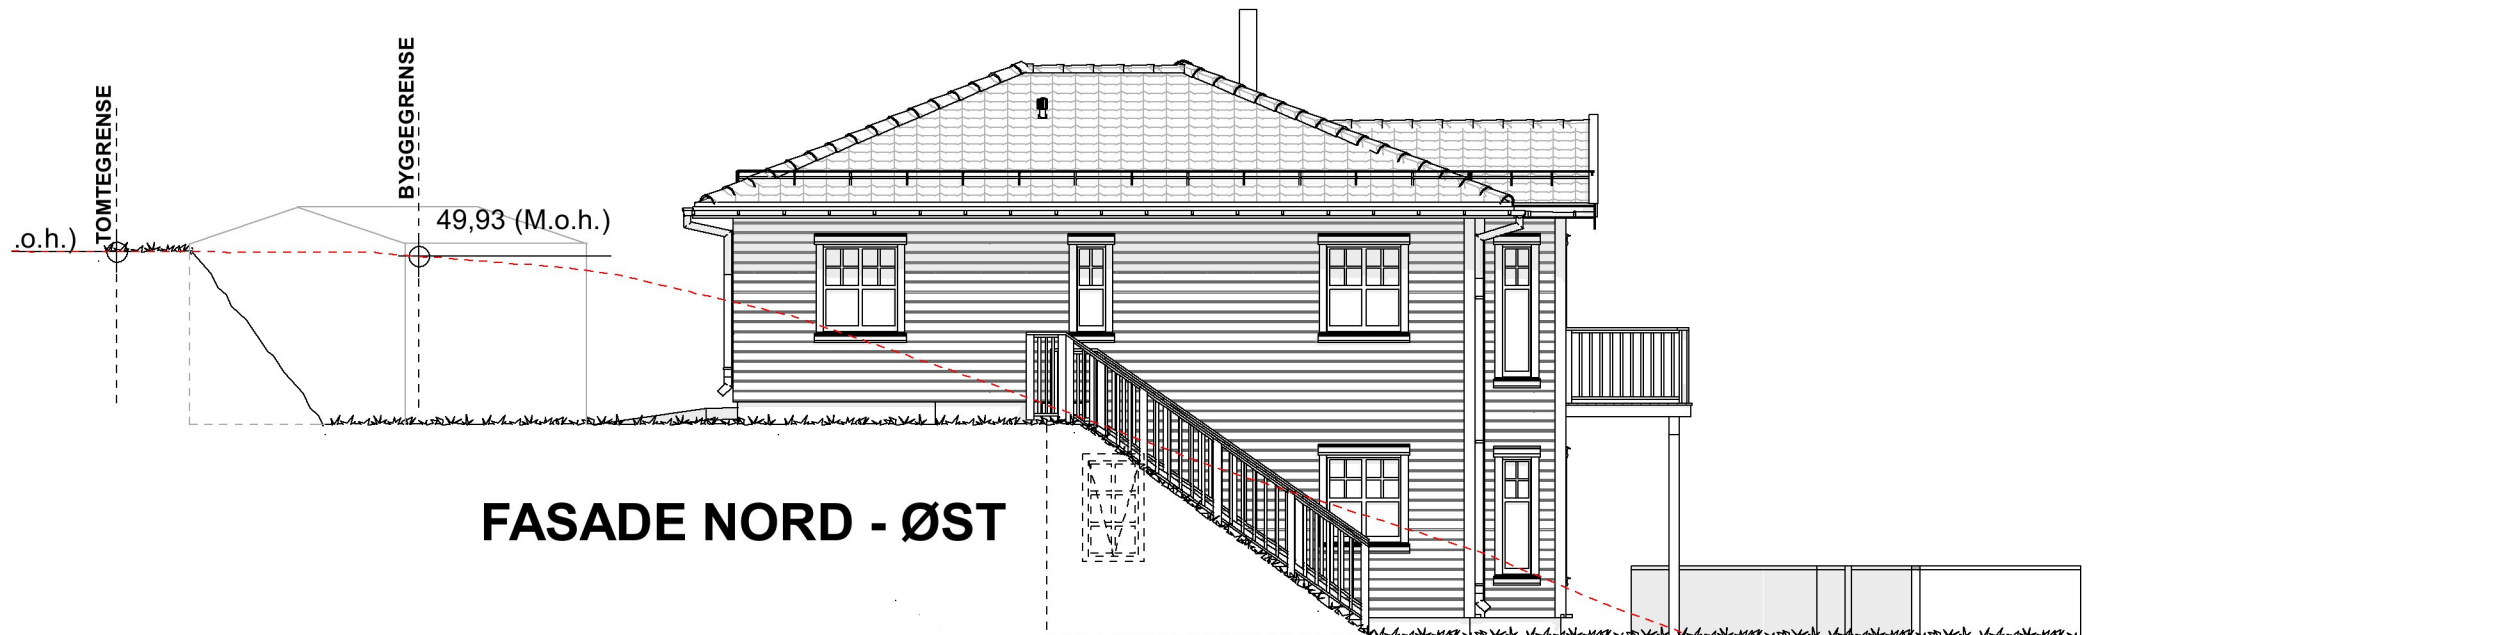 TOMTEGRENSE
BYGGEGRENSE
49,93 (M.o.h.)
.o.h.)
FASADE NORD - ØST